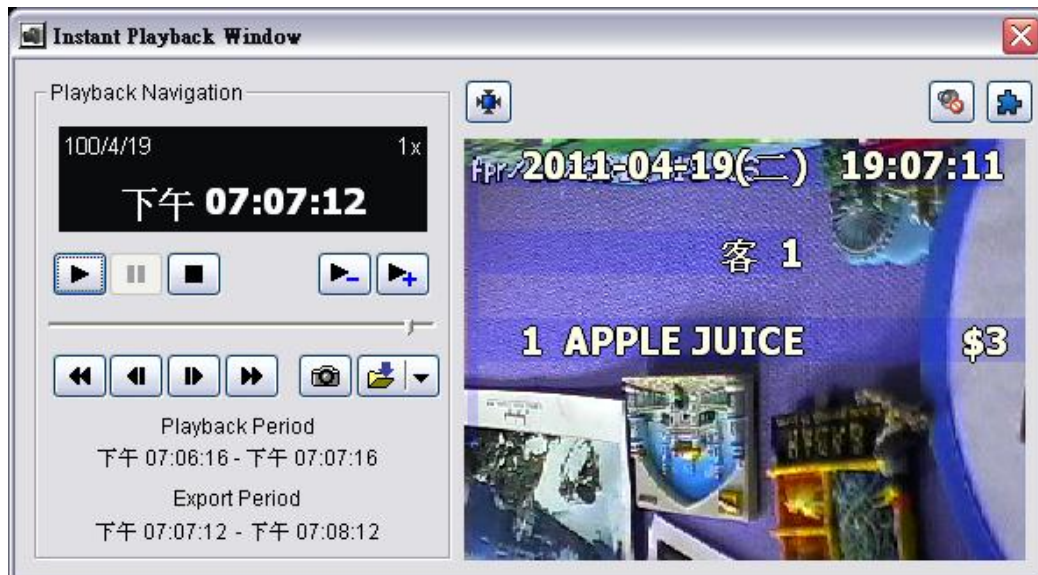 Instant Playback Window
Playback Navigation
100/4/19 1x
下午 07:07:12
Playback Period
下午 07:06:16 - 下午 07:07:16
Export Period
下午 07:07:12 - 下午 07:08:12
2011-04-19(二) 19:07:11
客 1
1 APPLE JUICE $3